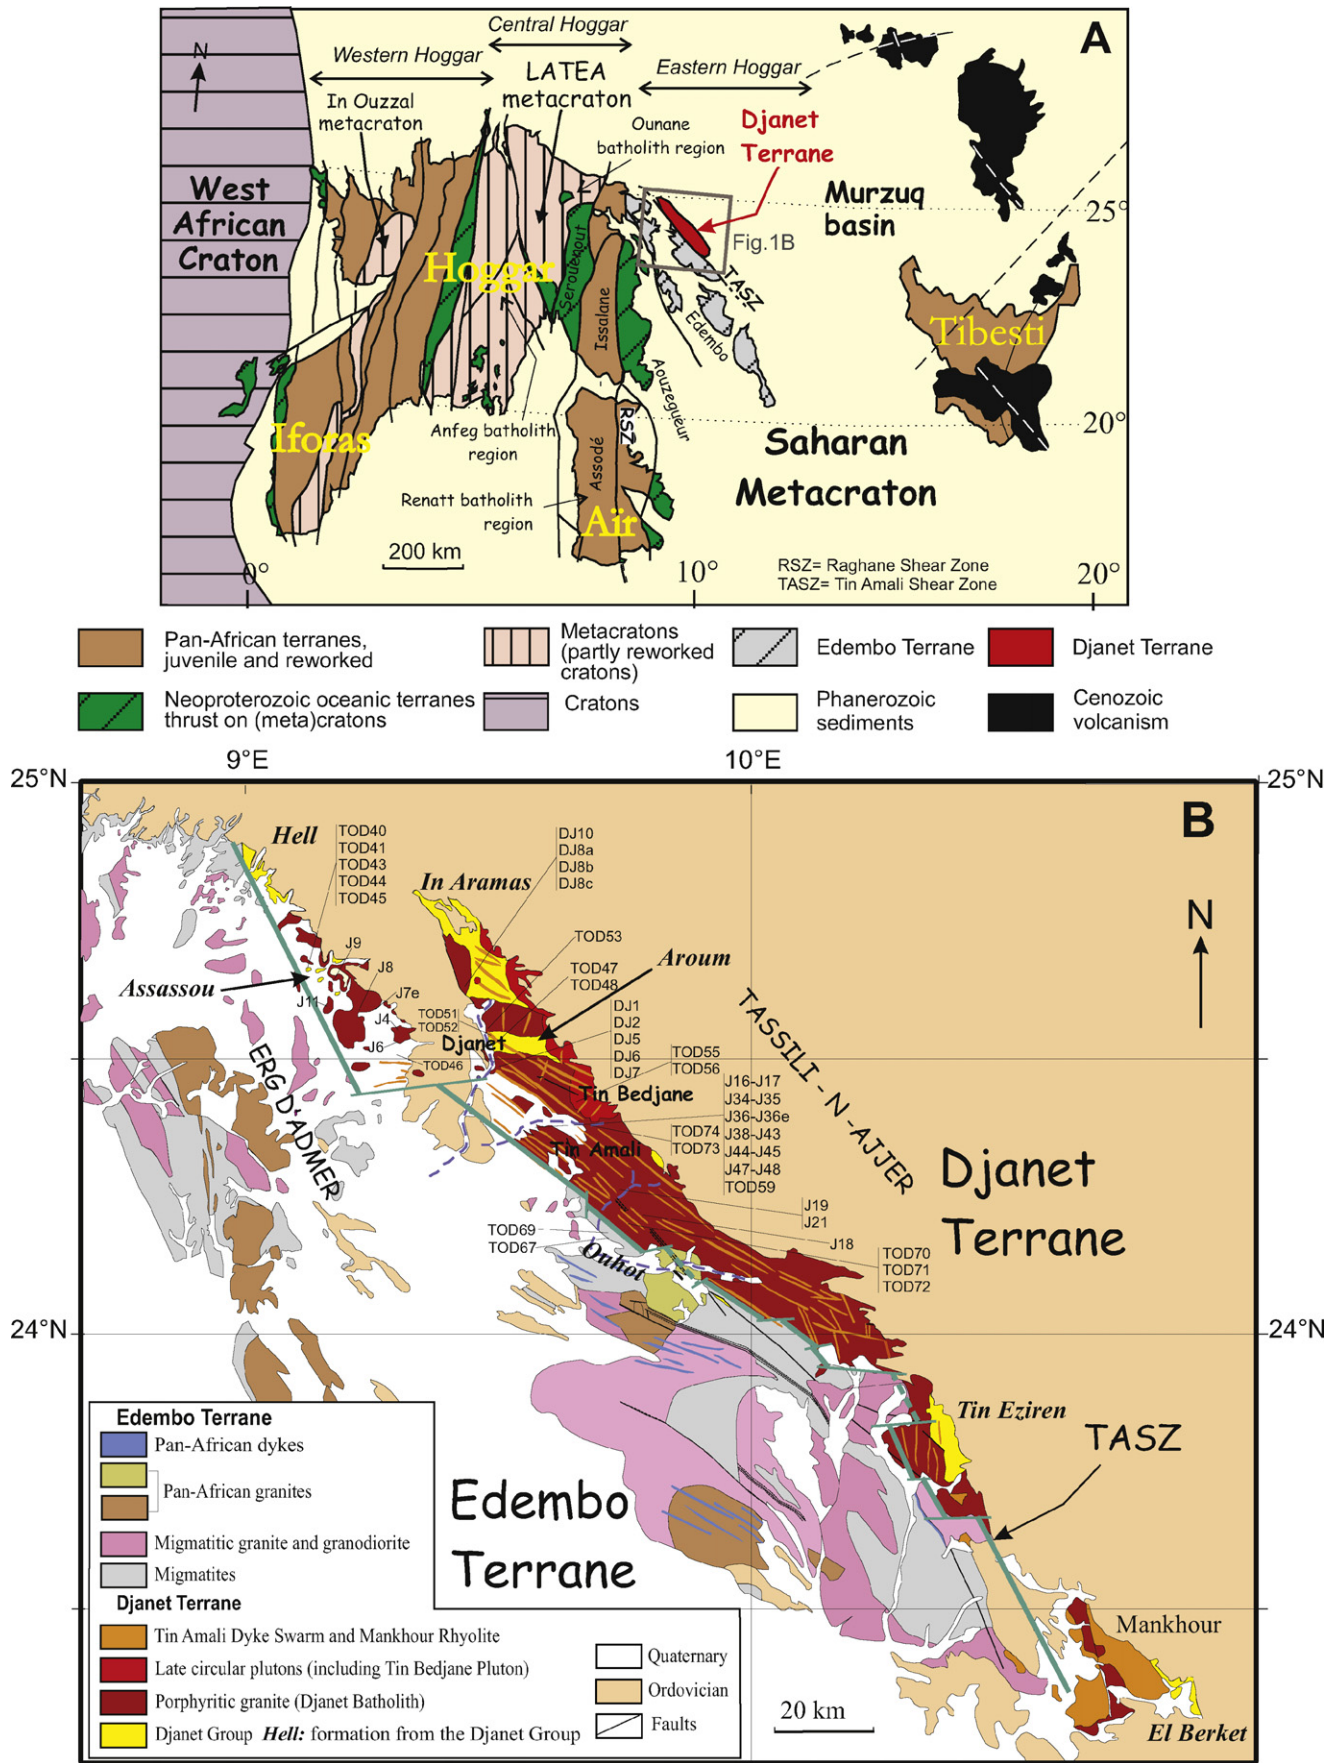 A
N
Central Hoggar
Western Hoggar
Eastern Hoggar
LATEA
metacraton
In Ouzzal
metacraton
Ounane
batholith region
Djanet
Terrane
West
African
Craton
Murzuq
basin
25°
Fig.1B
Hoggar
Serouenout
Issalane
TASZ
Edembo
Tibesti
Aouzegueur
20°
Iforas
Anfeg batholith
region
RSZ
Assodé
Saharan
Metacraton
Renatt batholith
region
Aïr
200 km
RSZ= Raghane Shear Zone
TASZ= Tin Amali Shear Zone
0°
10°
20°
Pan-African terranes,
juvenile and reworked
Metacratons
(partly reworked
cratons)
Edembo Terrane
Djanet Terrane
Neoproterozoic oceanic terranes
thrust on (meta)cratons
Cratons
Phanerozoic
sediments
Cenozoic
volcanism
9°E
10°E
25°N
25°N
B
Hell
TOD40
TOD41
TOD43
TOD44
TOD45
DJ10
DJ8a
DJ8b
DJ8c
In Aramas
N
TOD53
J9
J8
Aroum
TOD47
TOD48
Assassou
J11
J7e
J4
J6
TOD51
TOD52
Djanet
TOD46
DJ1
DJ2
DJ5
DJ6
DJ7
TASSILI-N-AJJER
ERG D'ADMER
TOD55
TOD56
Tin Bedjane
J16-J17
J34-J35
J36-J36e
J38-J43
J44-J45
J47-J48
TOD59
TOD74
TOD73
Tin Amali
Djanet
Terrane
J19
J21
J18
TOD69
TOD67
Ouhot
TOD70
TOD71
TOD72
24°N
24°N
Tin Eziren
TASZ
Edembo
Terrane
Mankhour
El Berket
Edembo Terrane
Pan-African dykes
Pan-African granites
Migmatitic granite and granodiorite
Migmatites
Djanet Terrane
Tin Amali Dyke Swarm and Mankhour Rhyolite
Late circular plutons (including Tin Bedjane Pluton)
Porphyritic granite (Djanet Batholith)
Djanet Group Hell: formation from the Djanet Group
Quaternary
Ordovician
Faults
20 km